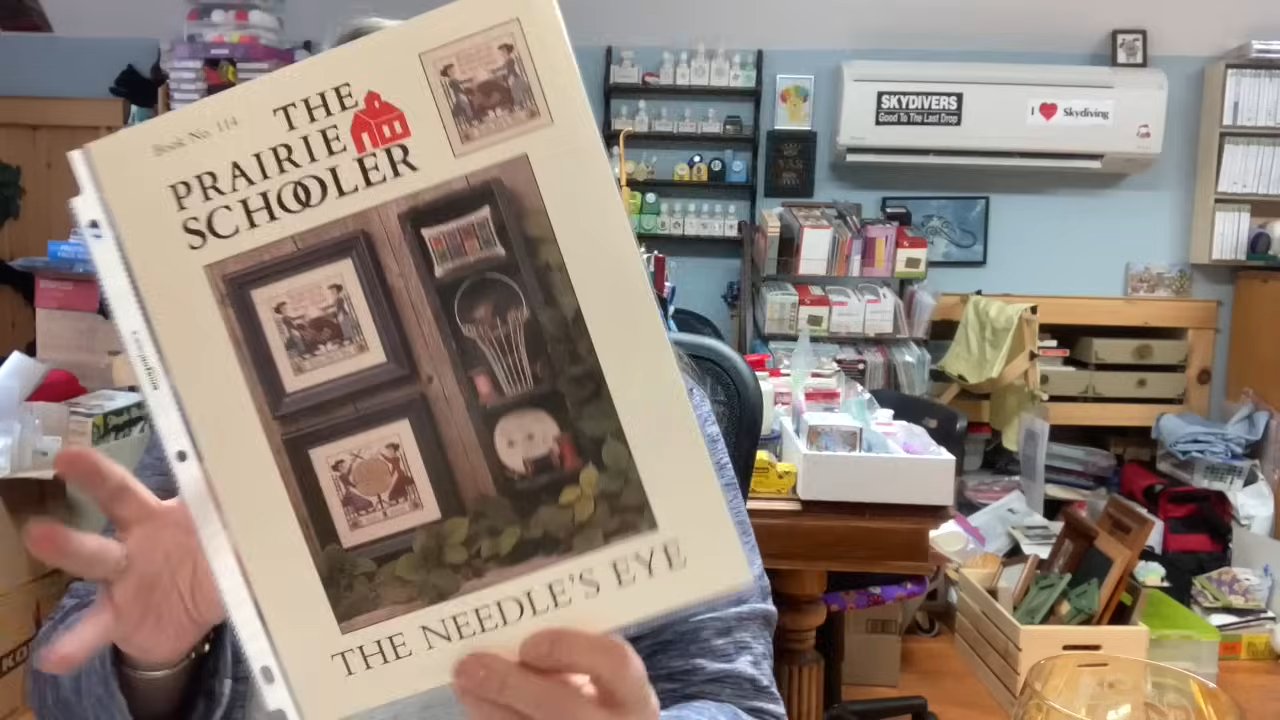 Book No. 114
THE
PRAIRIE
SCHOOLER
THE NEEDLE'S EYE
SKYDIVERS
Good To The Last Drop
I Skydiving